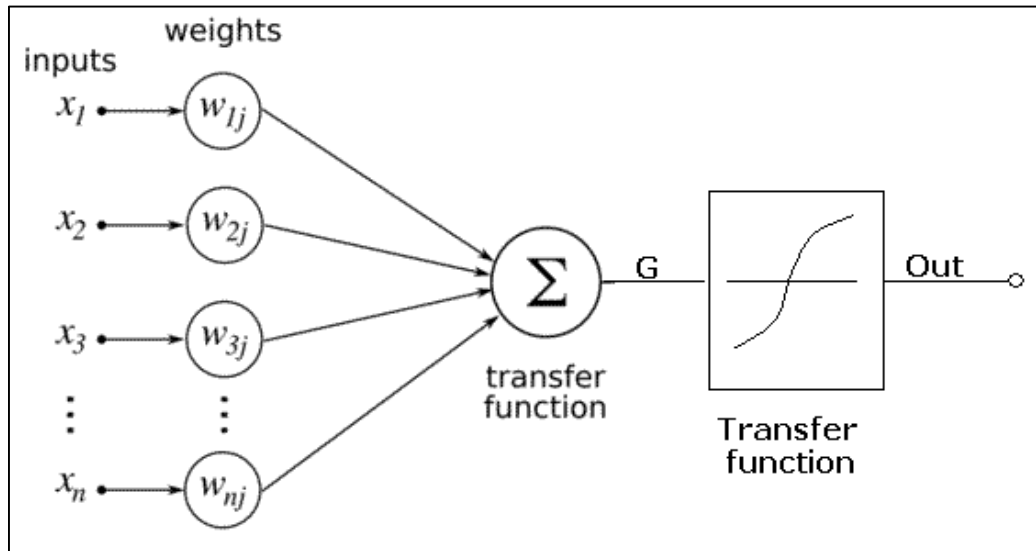 weights
inputs
x1 w1j
x2 w2j
Σ G Out
x3 w3j
transfer
function
⋮ ⋮
Transfer
function
xn wnj